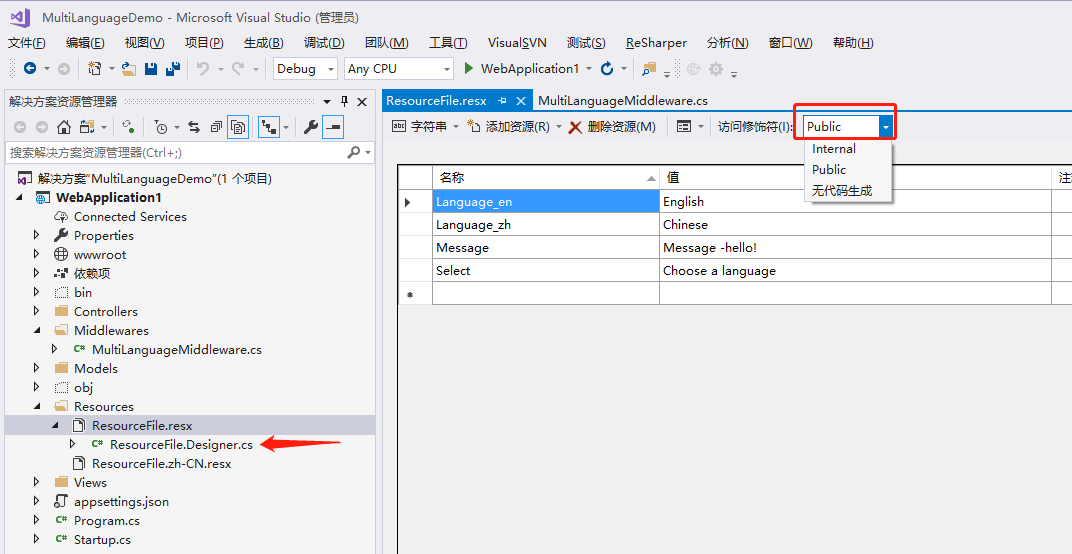 MultiLanguageDemo - Microsoft Visual Studio (管理员)
文件(F) 编辑(E) 视图(V) 项目(P) 生成(B) 调试(D) 团队(M) 工具(T) VisualSVN 测试(S) ReSharper 分析(N) 窗口(W) 帮助(H)
Debug Any CPU WebApplication1
解决方案资源管理器
搜索解决方案资源管理器(Ctrl+;)
解决方案"MultiLanguageDemo"(1 个项目)
WebApplication1
Connected Services
Properties
wwwroot
依赖项
bin
Controllers
Middlewares
C# MultiLanguageMiddleware.cs
Models
obj
Resources
ResourceFile.resx
C# ResourceFile.Designer.cs
ResourceFile.zh-CN.resx
Views
appsettings.json
C# Program.cs
C# Startup.cs
ResourceFile.resx MultiLanguageMiddleware.cs
abc 字符串 添加资源(R) 删除资源(M) 访问修饰符(I): Public
Internal
Public
无代码生成
名称 值
Language_en English
Language_zh Chinese
Message Message -hello!
Select Choose a language